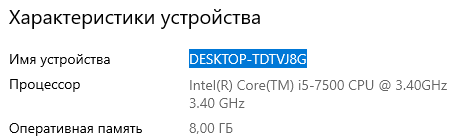 Характеристики устройства
Имя устройства DESKTOP-TDTVJ8G
Процессор Intel(R) Core(TM) i5-7500 CPU @ 3.40GHz
3.40 GHz
Оперативная память 8,00 ГБ